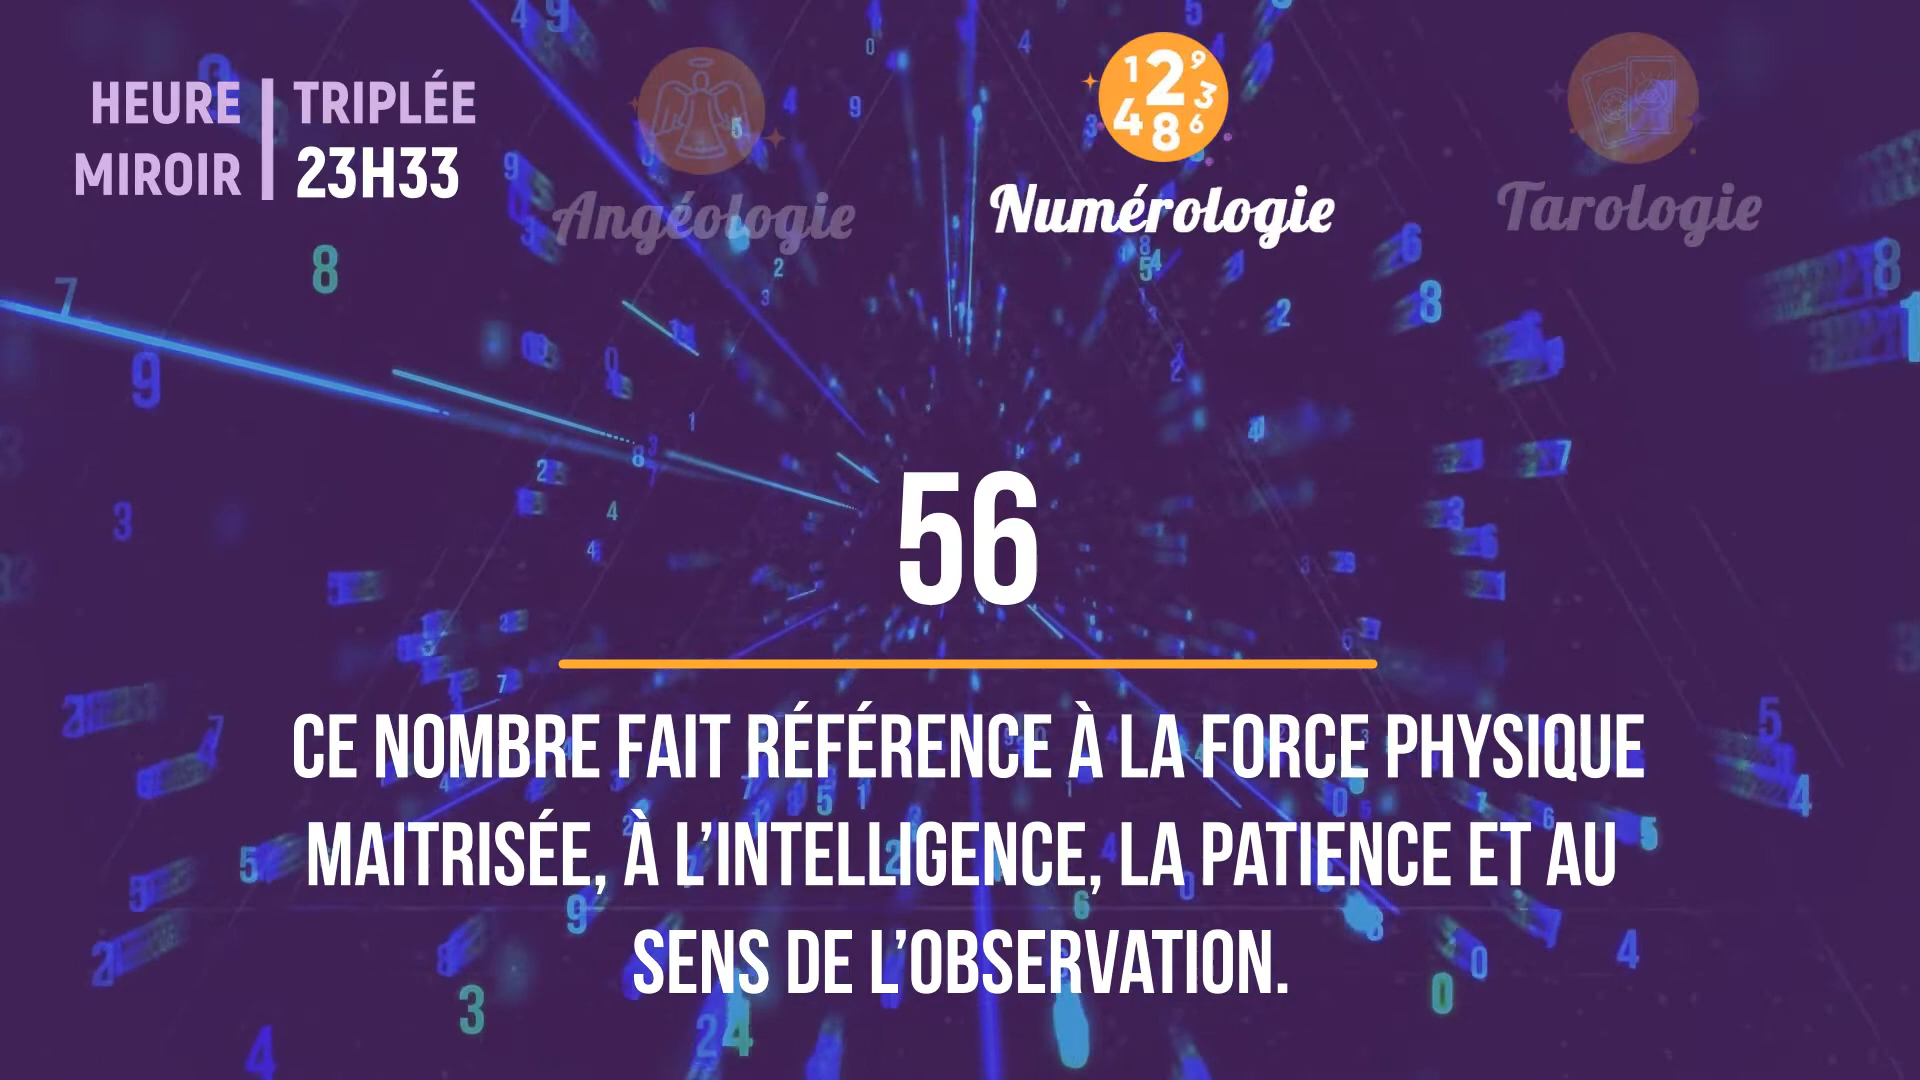 HEURE
MIROIR
TRIPLÉE
23H33
Angéologie
Numérologie
Tarologie
56
CE NOMBRE FAIT RÉFÉRENCE À LA FORCE PHYSIQUE
MAITRISÉE, À L'INTELLIGENCE, LA PATIENCE ET AU
SENS DE L'OBSERVATION.